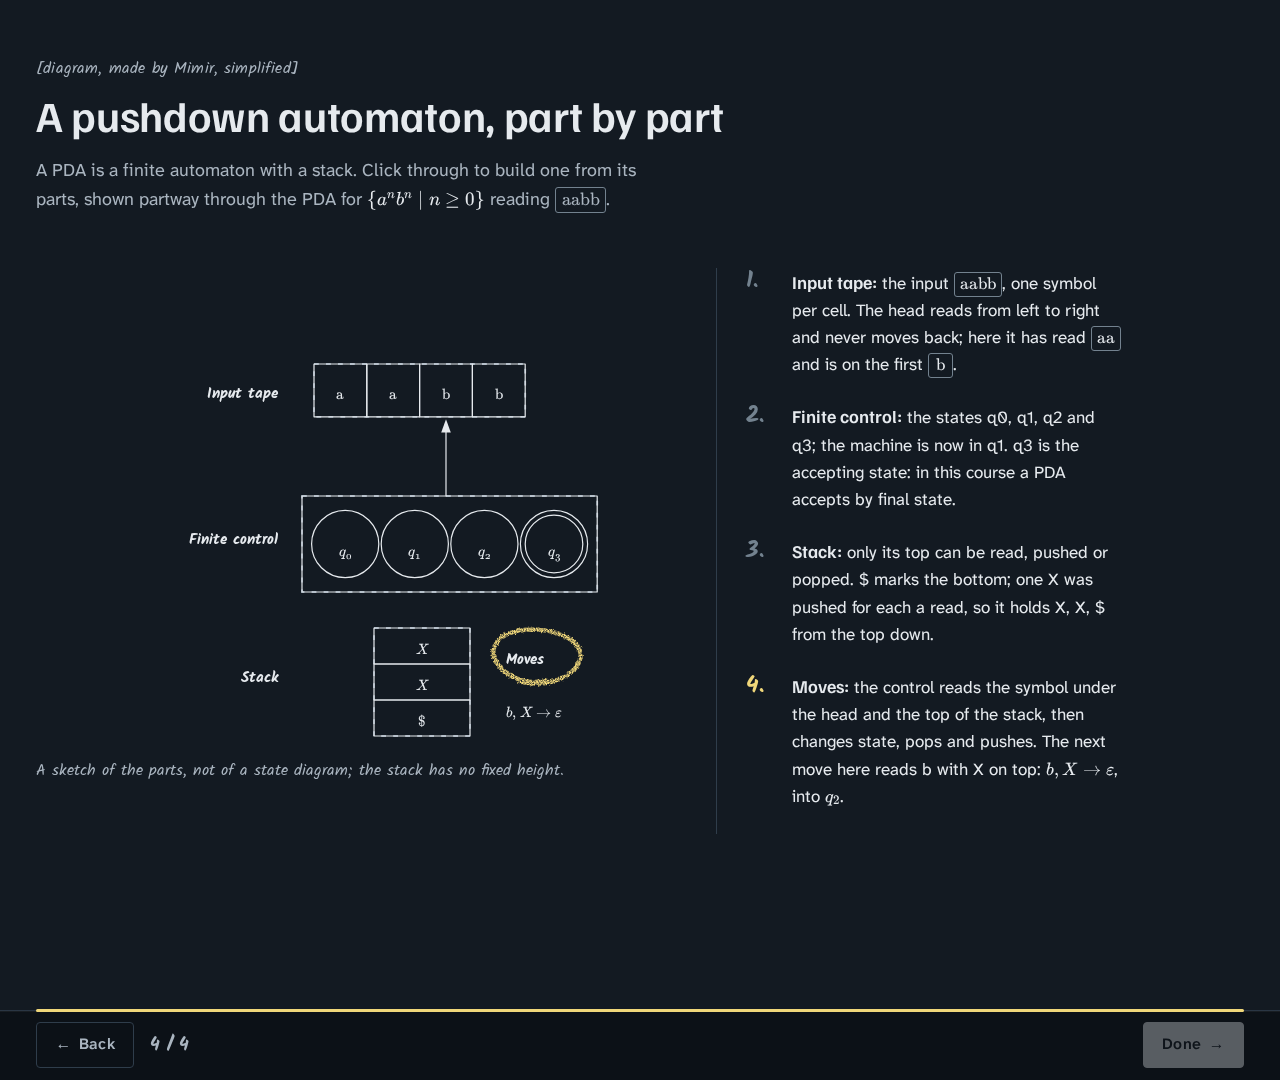 [diagram, made by Mimir, simplified]
A pushdown automaton, part by part
A PDA is a finite automaton with a stack. Click through to build one from its
parts, shown partway through the PDA for {aⁿbⁿ | n ≥ 0} reading aabb.
Input tape
a a b b
Finite control
q₀ q₁ q₂ q₃
Stack
X
X
$
Moves
b, X → ε
A sketch of the parts, not of a state diagram; the stack has no fixed height.
1. Input tape: the input aabb, one symbol
per cell. The head reads from left to right
and never moves back; here it has read aa
and is on the first b.
2. Finite control: the states q0, q1, q2 and
q3; the machine is now in q1. q3 is the
accepting state: in this course a PDA
accepts by final state.
3. Stack: only its top can be read, pushed or
popped. $ marks the bottom; one X was
pushed for each a read, so it holds X, X, $
from the top down.
4. Moves: the control reads the symbol under
the head and the top of the stack, then
changes state, pops and pushes. The next
move here reads b with X on top: b, X → ε,
into q₂.
← Back
4 / 4
Done →